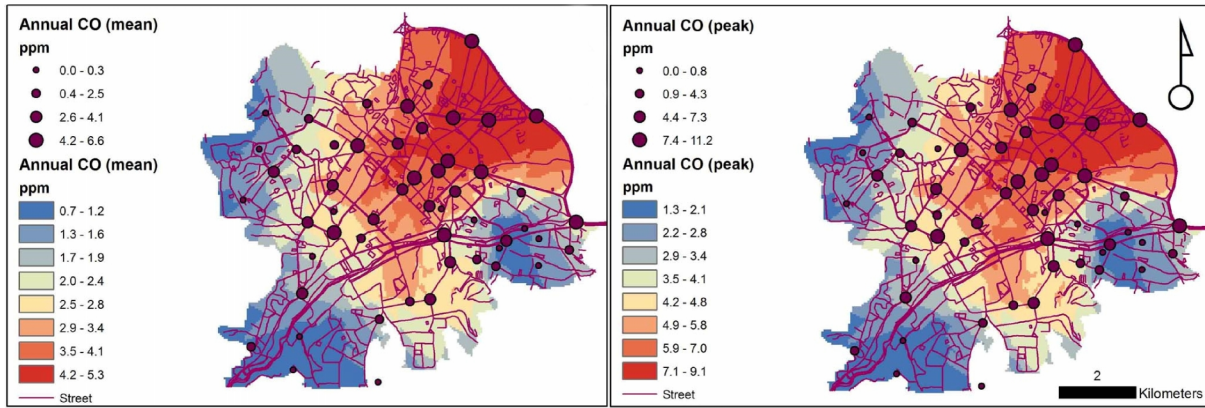 Annual CO (mean)
ppm
0.0 - 0.3
0.4 - 2.5
2.6 - 4.1
4.2 - 6.6
Annual CO (mean)
ppm
0.7 - 1.2
1.3 - 1.6
1.7 - 1.9
2.0 - 2.4
2.5 - 2.8
2.9 - 3.4
3.5 - 4.1
4.2 - 5.3
Street
Annual CO (peak)
ppm
0.0 - 0.8
0.9 - 4.3
4.4 - 7.3
7.4 - 11.2
Annual CO (peak)
ppm
1.3 - 2.1
2.2 - 2.8
2.9 - 3.4
3.5 - 4.1
4.2 - 4.8
4.9 - 5.8
5.9 - 7.0
7.1 - 9.1
Street
2
Kilometers